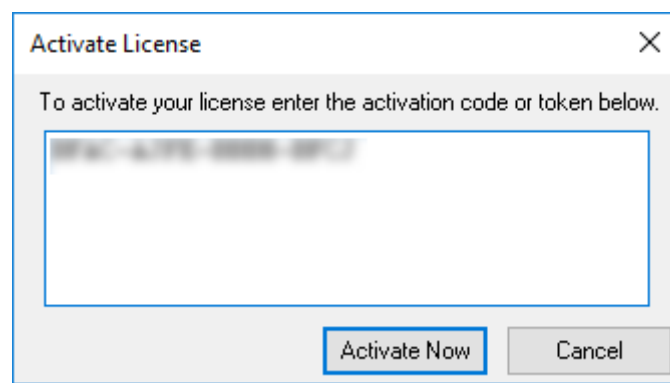 Activate License
To activate your license enter the activation code or token below.
Activate Now
Cancel